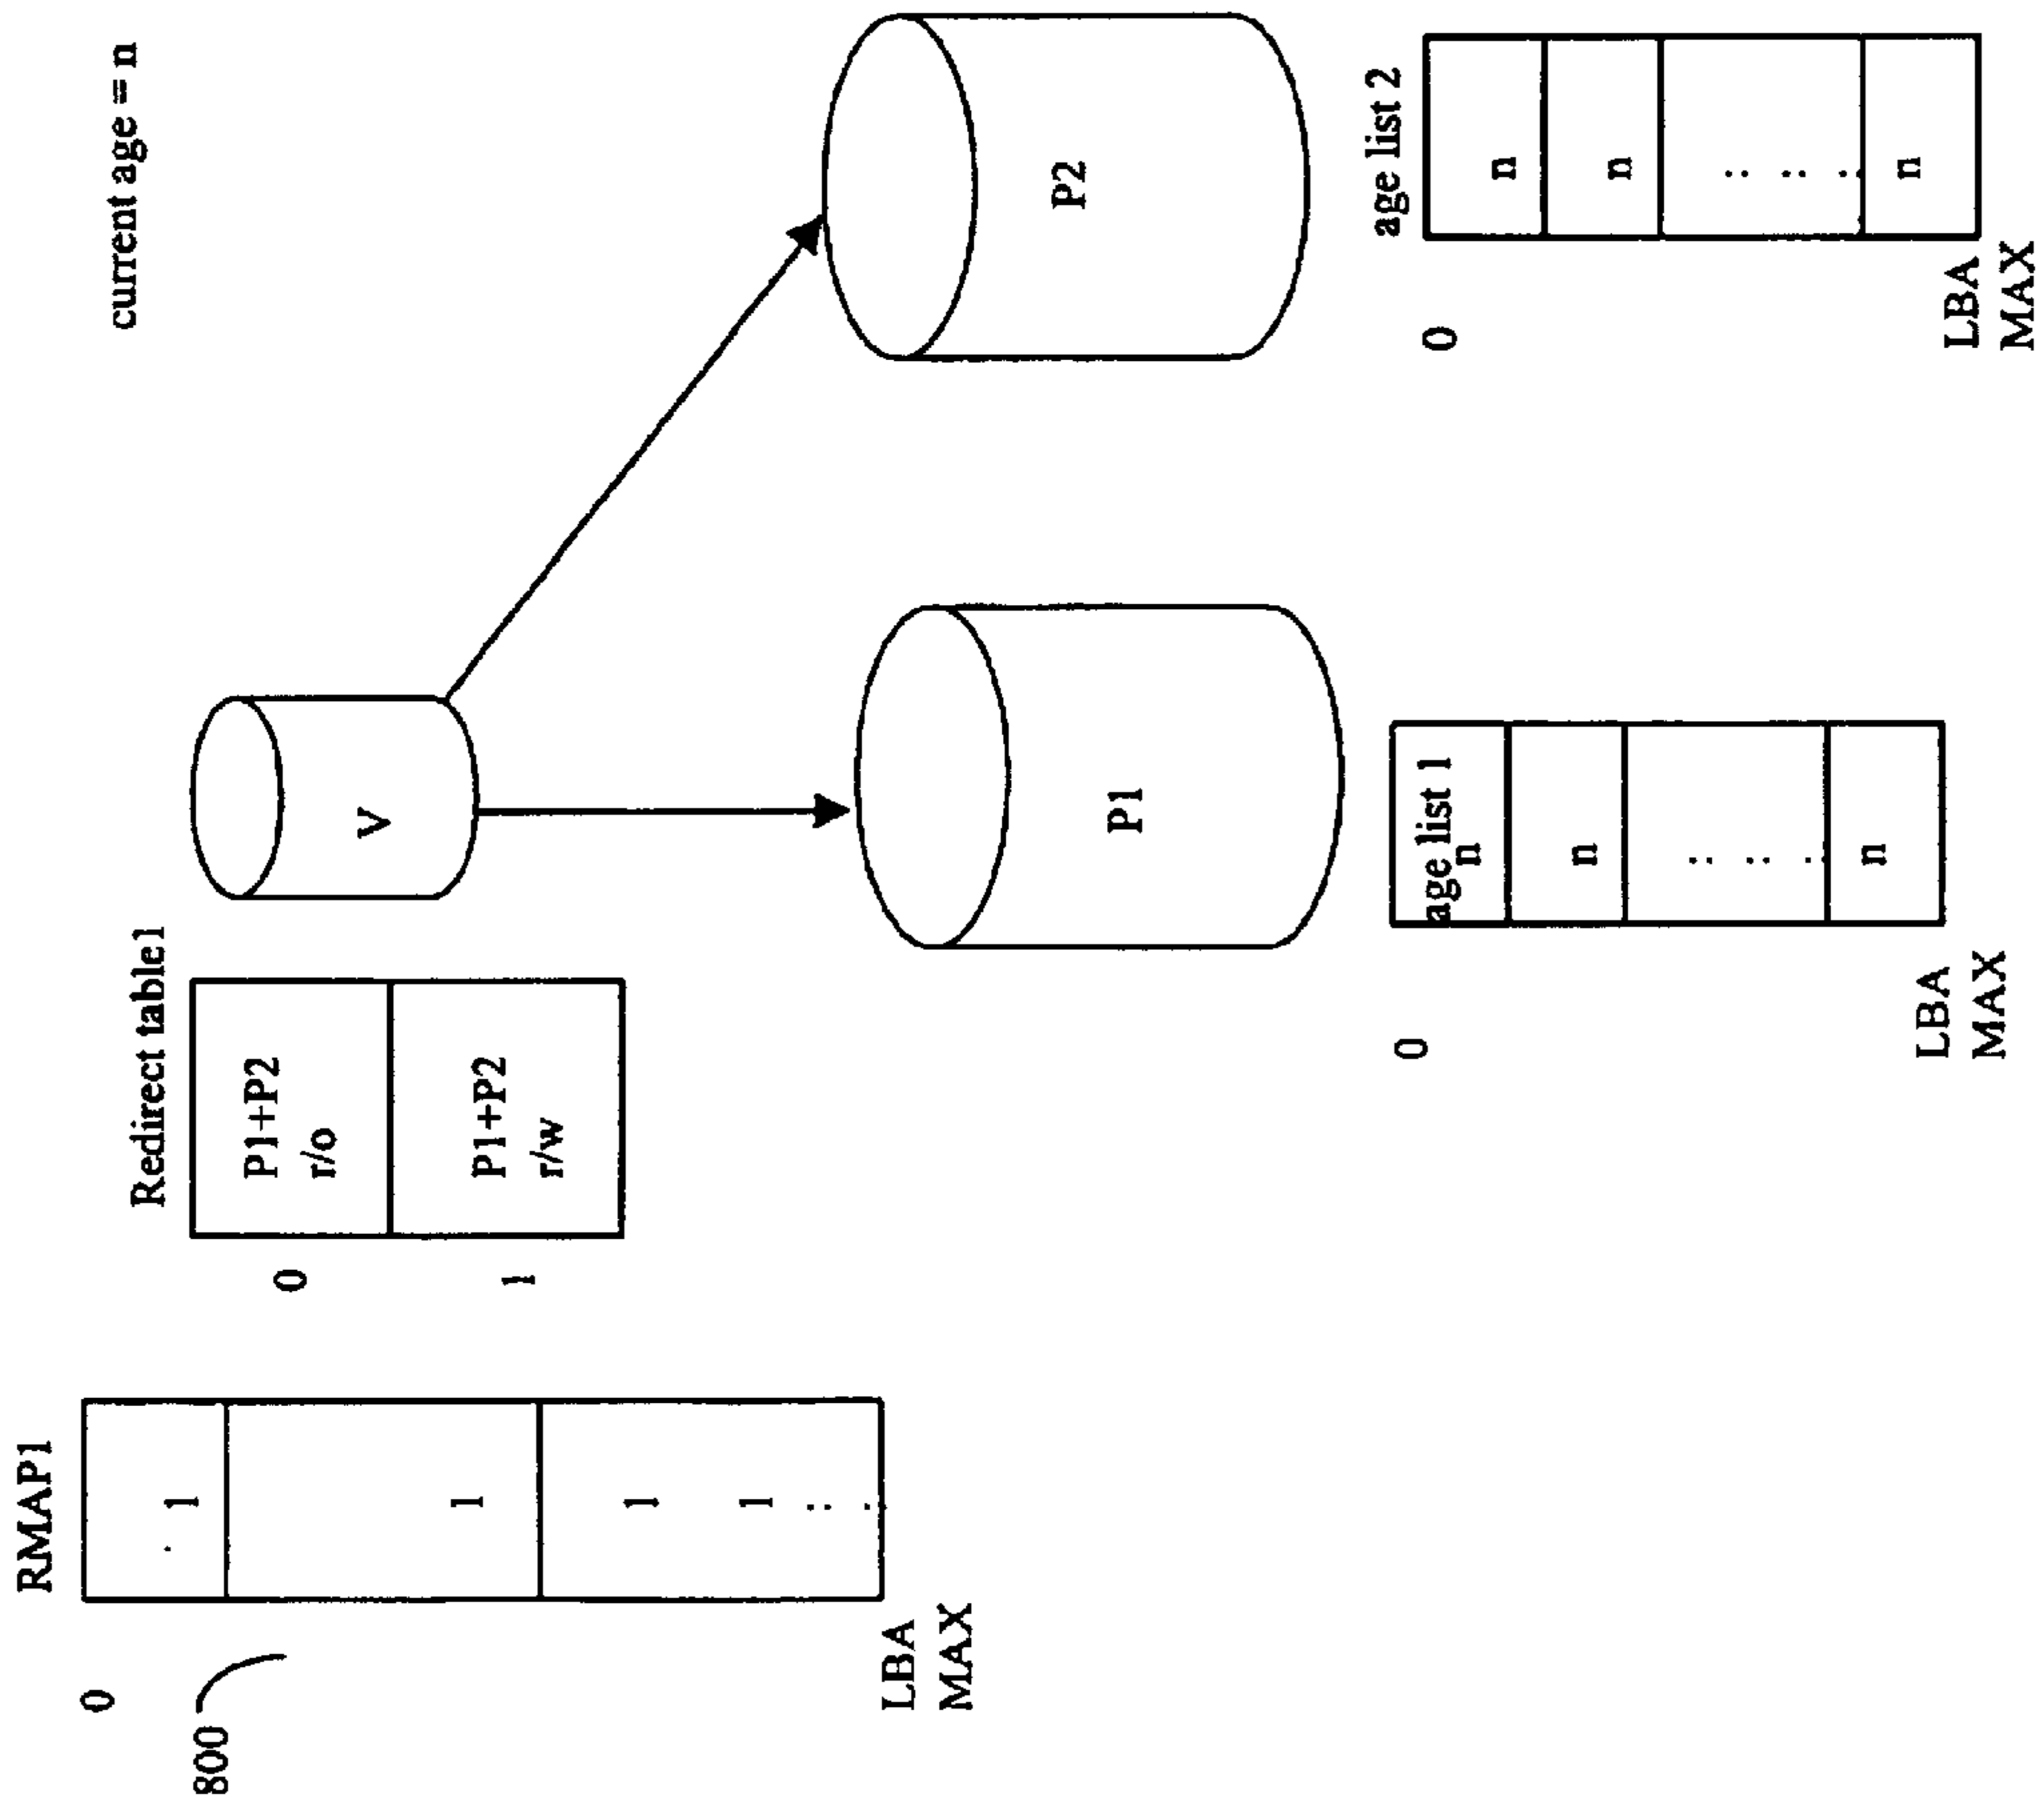 current age = n
RMAP1
0
1
1
1
1
LBA
MAX
800
Redirect table1
0
P1+P2
r/o
1
P1+P2
r/w
V
P1
P2
age list 1
0
n
n
n
LBA
MAX
age list 2
0
n
n
n
LBA
MAX